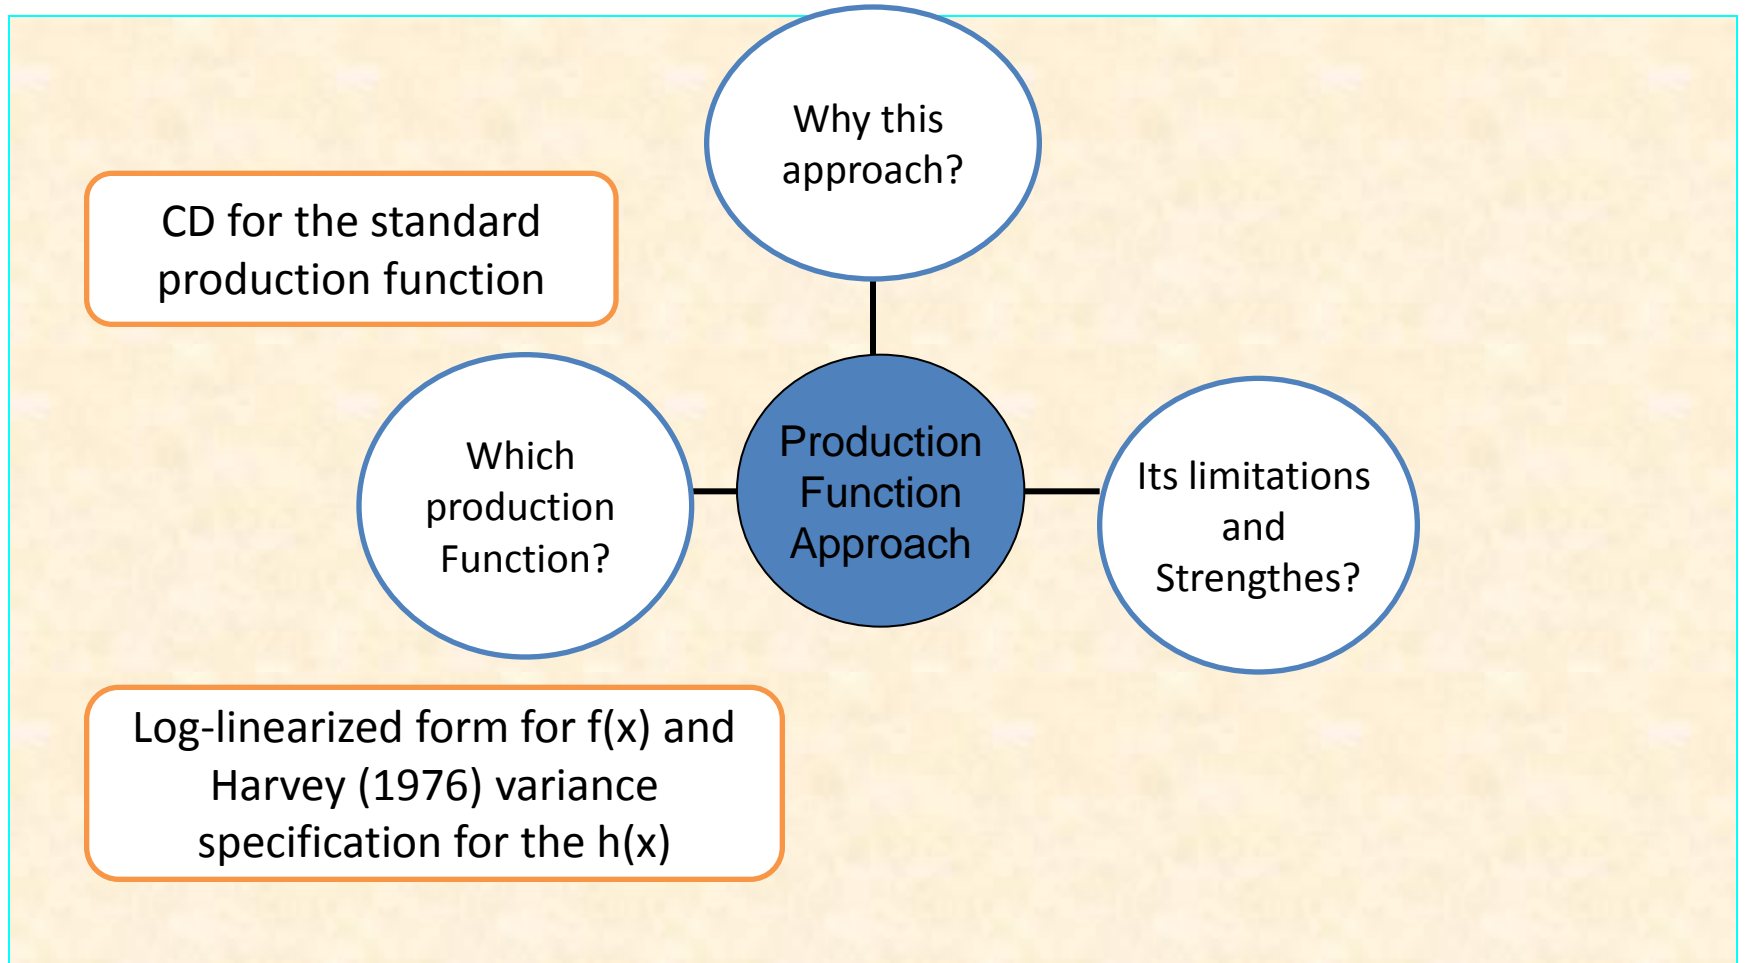 Why this
approach?
CD for the standard
production function
Which
production
Function?
Production
Function
Approach
Its limitations
and
Strengthes?
Log-linearized form for f(x) and
Harvey (1976) variance
specification for the h(x)